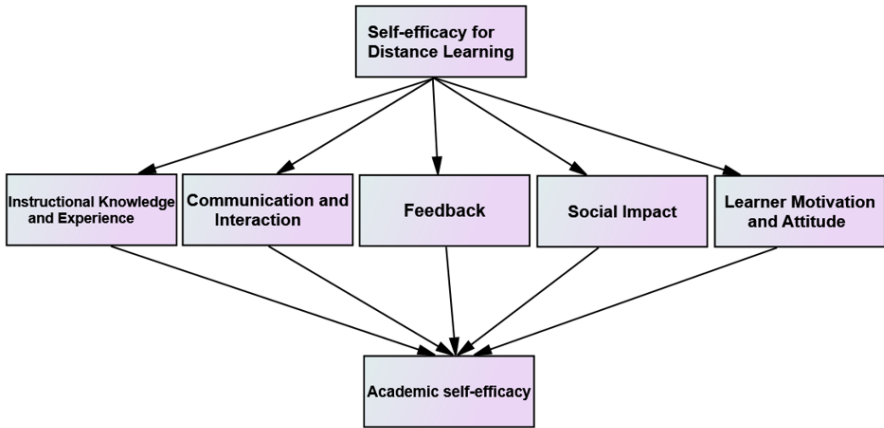 Self-efficacy for
Distance Learning
Instructional Knowledge
and Experience
Communication and
Interaction
Feedback
Social Impact
Learner Motivation
and Attitude
Academic self-efficacy